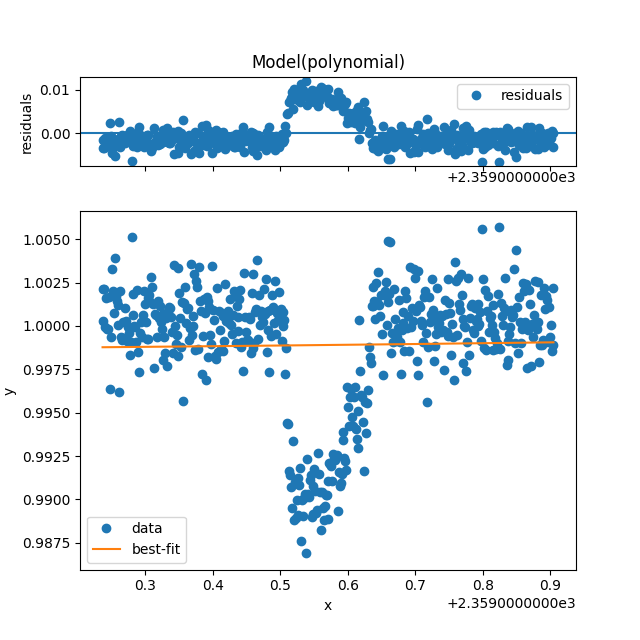 Model(polynomial)
0.01
0.00
residuals
residuals
+2.3590000000e3
1.0050
1.0025
1.0000
0.9975
0.9950
0.9925
0.9900
0.9875
y
data
best-fit
0.3 0.4 0.5 0.6 0.7 0.8 0.9
x
+2.3590000000e3